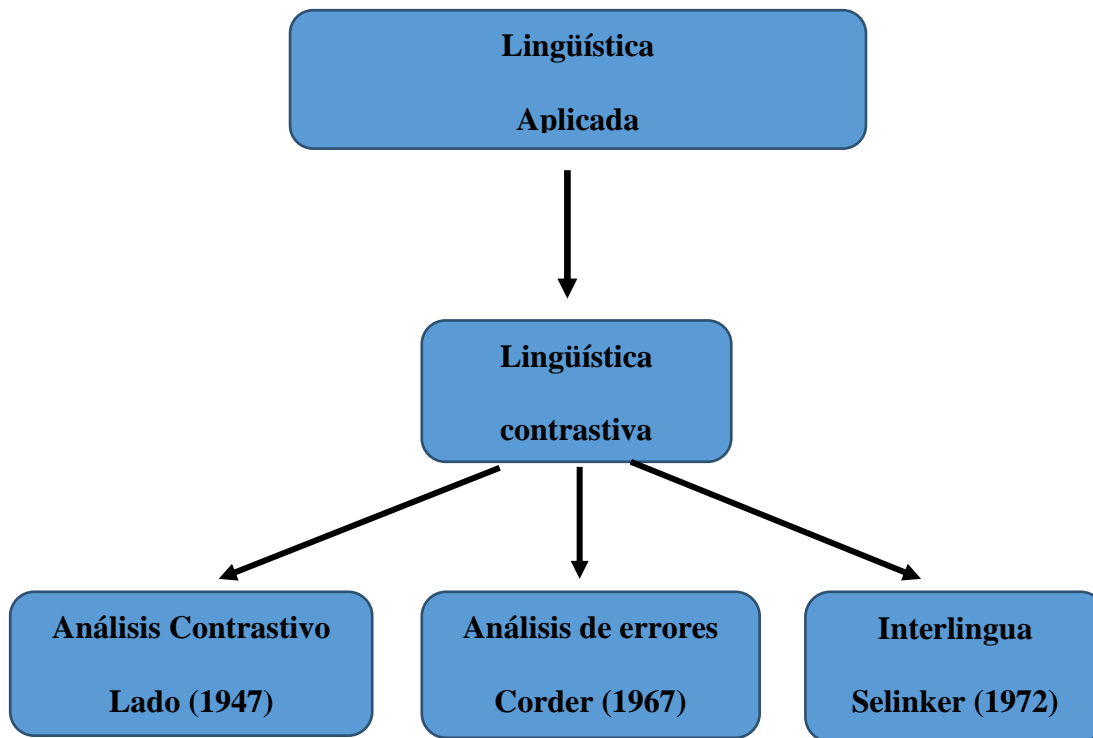 Lingüística
Aplicada
Lingüística
contrastiva
Análisis Contrastivo
Lado (1947)
Análisis de errores
Corder (1967)
Interlingua
Selinker (1972)